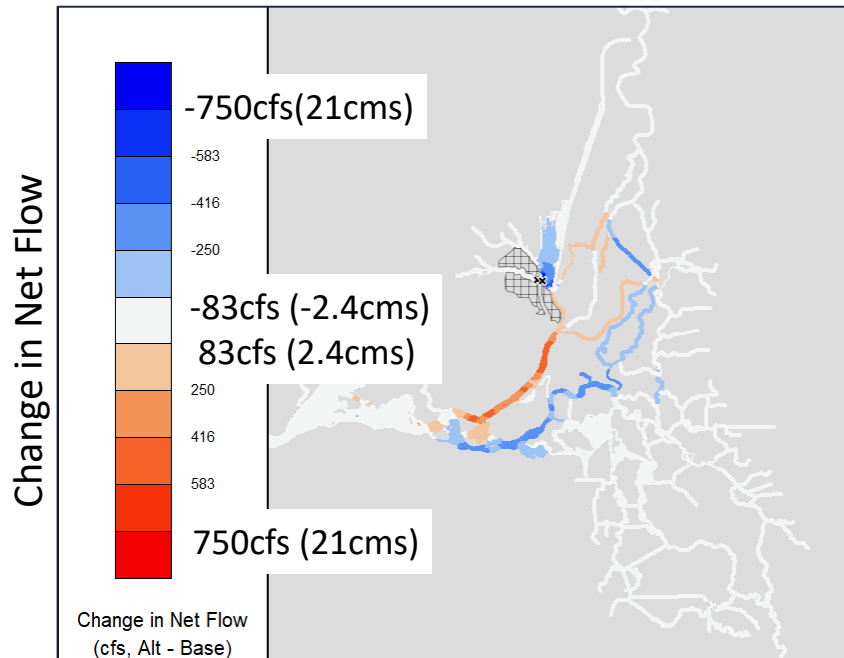 Change in Net Flow
-750cfs(21cms)
-583
-416
-250
-83cfs (-2.4cms)
83cfs (2.4cms)
250
416
583
750cfs (21cms)
Change in Net Flow
(cfs, Alt - Base)